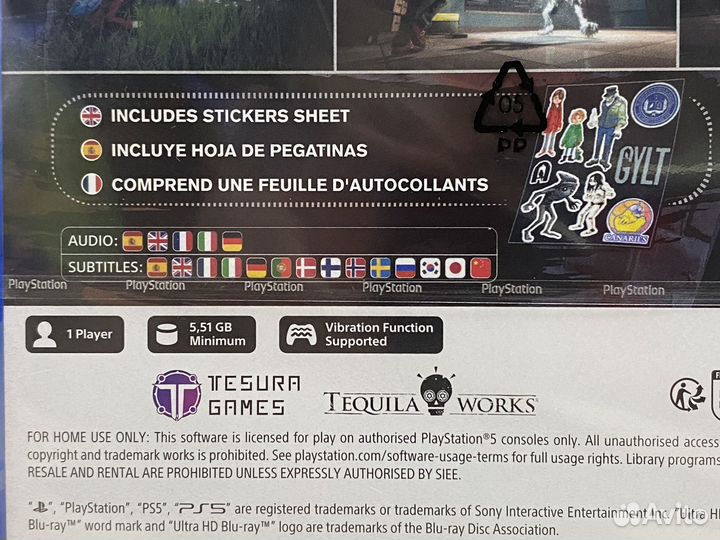 05
PP
INCLUDES STICKERS SHEET
INCLUYE HOJA DE PEGATINAS
COMPREND UNE FEUILLE D'AUTOCOLLANTS
GYLT
CANARIES
AUDIO:
SUBTITLES:
PlayStation PlayStation PlayStation PlayStation PlayStation PlayStation
1 Player
5,51 GB
Minimum
Vibration Function
Supported
TESURA
GAMES
TEQUILA WORKS
FOR HOME USE ONLY: This software is licensed for play on authorised PlayStation®5 consoles only. All unauthorised access
copyright and trademark works is prohibited. See playstation.com/software-usage-terms for full usage rights. Library programs
RESALE AND RENTAL ARE PROHIBITED UNLESS EXPRESSLY AUTHORISED BY SIEE.
"", "PlayStation", "PS5", "PS5" are registered trademarks or trademarks of Sony Interactive Entertainment Inc. "Ultra HD
Blu-ray™" word mark and "Ultra HD Blu-ray™" logo are trademarks of the Blu-ray Disc Association.
Avito